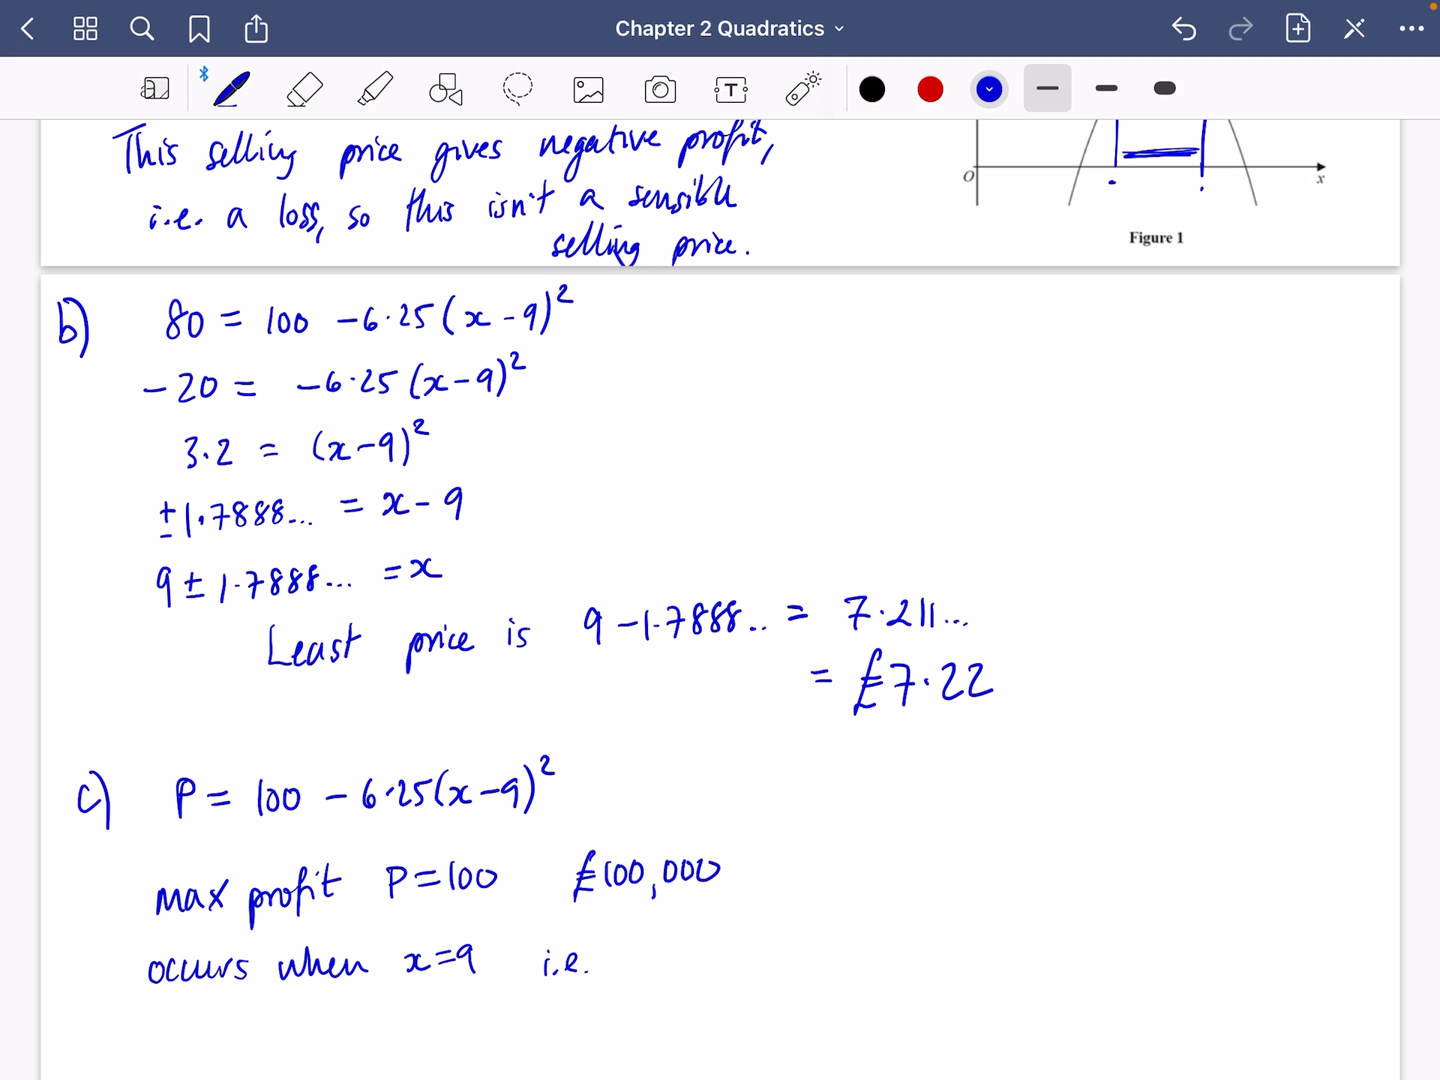 Chapter 2 Quadratics
T
This selling price gives negative profit,
i.e. a loss, so this isn't a sensible
selling price.
O
x
Figure 1
b) 80 = 100 - 6.25(x - 9)²
-20 = -6.25(x-9)²
3.2 = (x-9)²
±1.7888... = x - 9
9 ± 1.7888... = x
Least price is 9 - 1.7888.. = 7.211...
= £7.22
c) P = 100 - 6.25(x-9)²
max profit P = 100 £100,000
occurs when x=9 i.e.